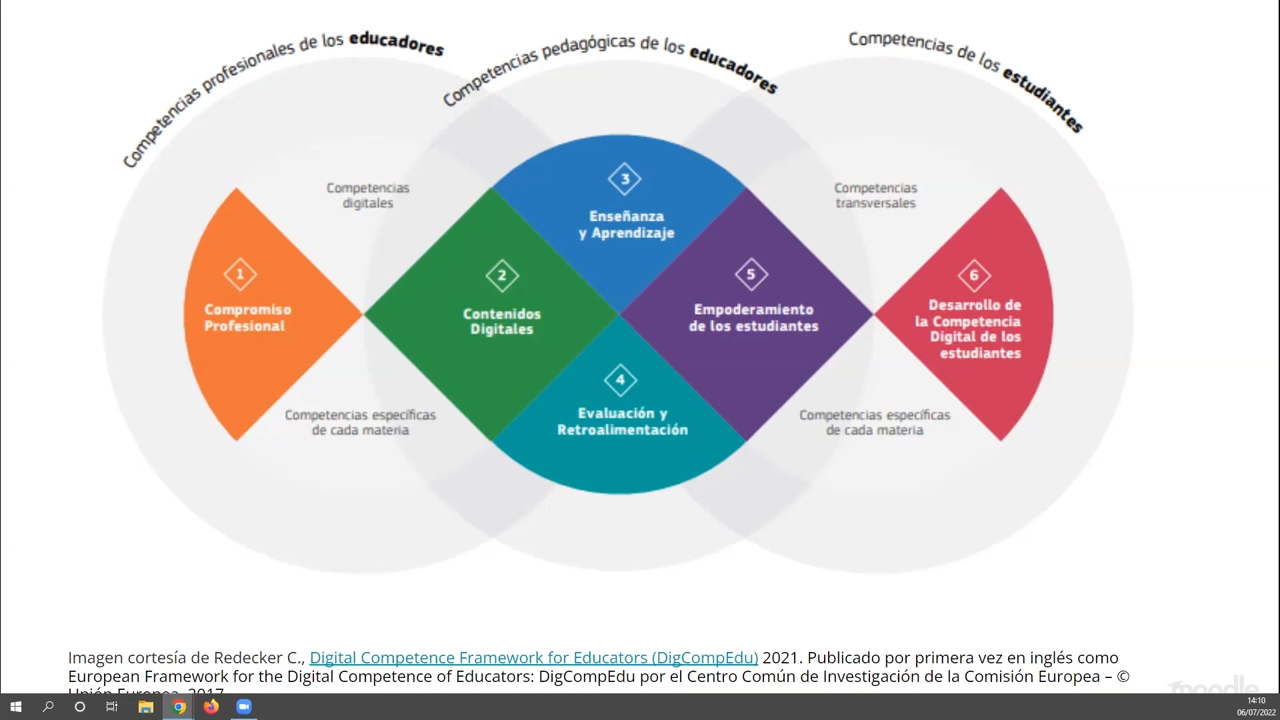 Competencias profesionales de los educadores
Competencias pedagógicas de los educadores
Competencias de los estudiantes
Competencias
digitales
Competencias
transversales
3
Enseñanza
y Aprendizaje
1
Compromiso
Profesional
2
Contenidos
Digitales
5
Empoderamiento
de los estudiantes
6
Desarrollo de
la Competencia
Digital de los
estudiantes
4
Evaluación y
Retroalimentación
Competencias específicas
de cada materia
Competencias específicas
de cada materia
Imagen cortesía de Redecker C., Digital Competence Framework for Educators (DigCompEdu) 2021. Publicado por primera vez en inglés como
European Framework for the Digital Competence of Educators: DigCompEdu por el Centro Común de Investigación de la Comisión Europea – ©
Unión Europea, 2017
moodle
14:10
06/07/2022